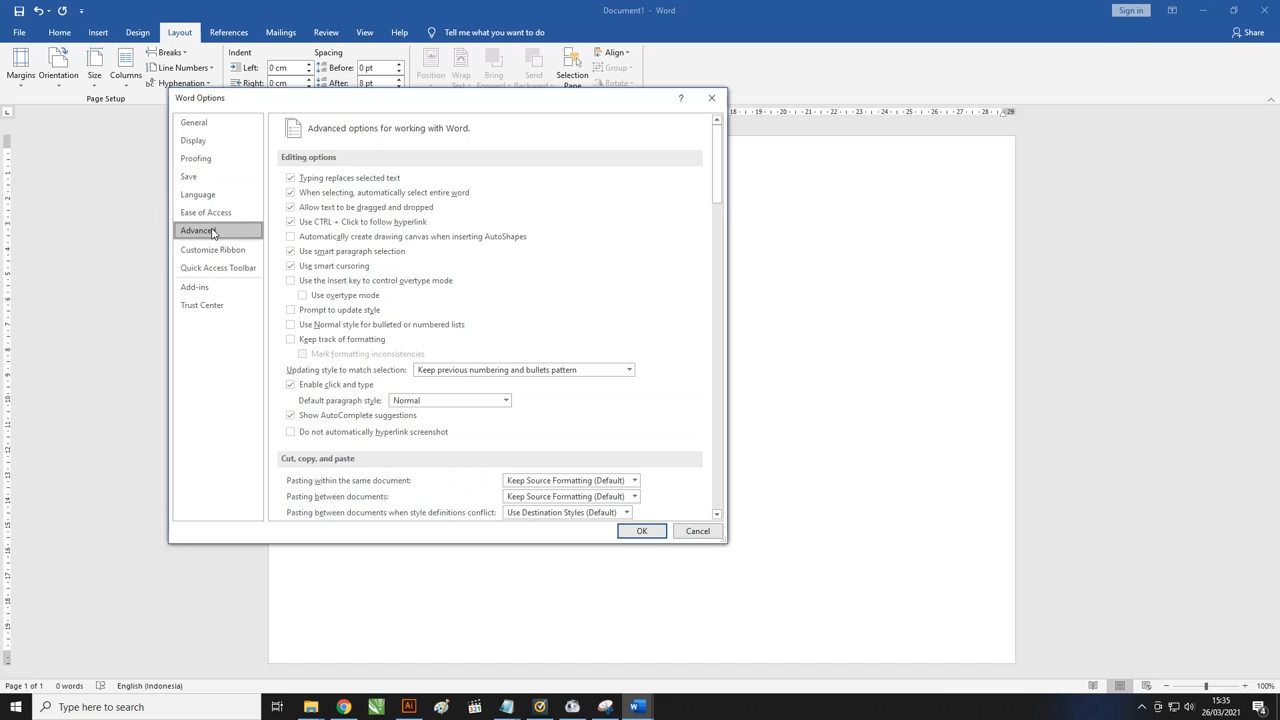 Document1 - Word
Sign in
File Home Insert Design Layout References Mailings Review View Help Tell me what you want to do Share
Margins Orientation Size Columns
Breaks
Line Numbers
Hyphenation
Page Setup
Indent Spacing
Left: 0 cm Before: 0 pt
Right: 0 cm After: 8 pt
Position Wrap Text Bring Forward Send Backward Selection Pane
Align
Group
Rotate
Word Options
General
Display
Proofing
Save
Language
Ease of Access
Advanced
Customize Ribbon
Quick Access Toolbar
Add-ins
Trust Center
Advanced options for working with Word.
Editing options
Typing replaces selected text
When selecting, automatically select entire word
Allow text to be dragged and dropped
Use CTRL + Click to follow hyperlink
Automatically create drawing canvas when inserting AutoShapes
Use smart paragraph selection
Use smart cursoring
Use the Insert key to control overtype mode
Use overtype mode
Prompt to update style
Use Normal style for bulleted or numbered lists
Keep track of formatting
Mark formatting inconsistencies
Updating style to match selection: Keep previous numbering and bullets pattern
Enable click and type
Default paragraph style: Normal
Show AutoComplete suggestions
Do not automatically hyperlink screenshot
Cut, copy, and paste
Pasting within the same document: Keep Source Formatting (Default)
Pasting between documents: Keep Source Formatting (Default)
Pasting between documents when style definitions conflict: Use Destination Styles (Default)
OK Cancel
Page 1 of 1 0 words English (Indonesia) 100%
Type here to search
15:35
26/03/2021